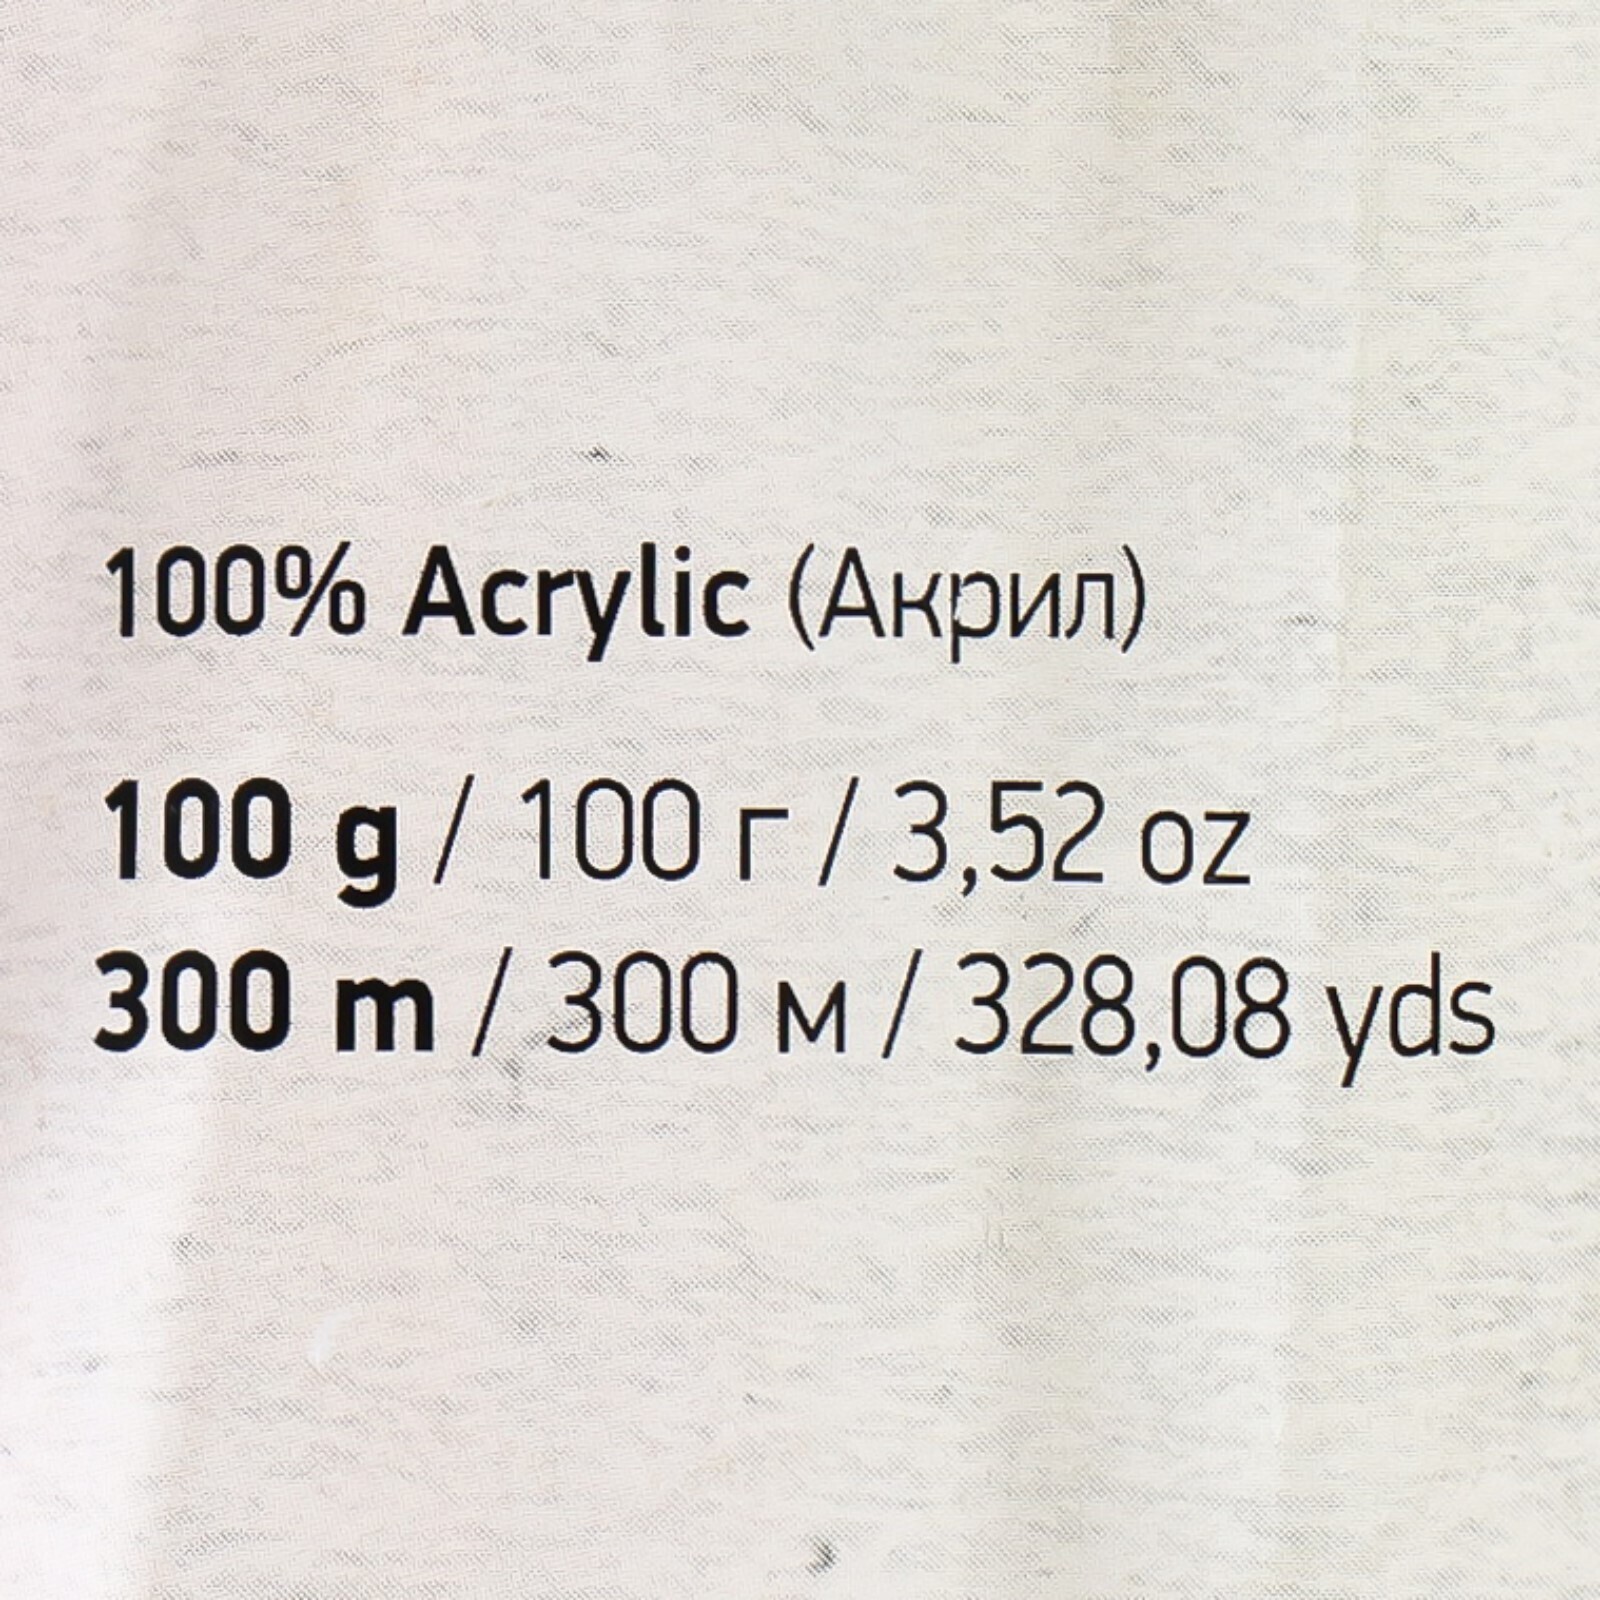 100% Acrylic (Акрил)
100 g / 100 г / 3,52 oz
300 m / 300 м / 328,08 yds